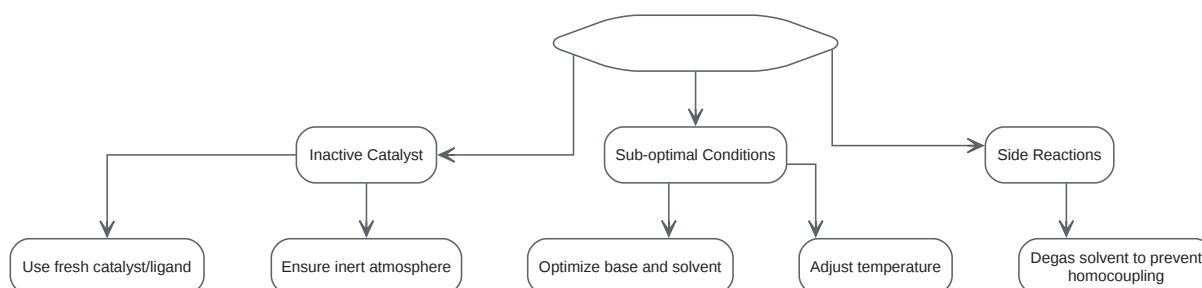 Inactive Catalyst
Sub-optimal Conditions
Side Reactions
Use fresh catalyst/ligand
Ensure inert atmosphere
Optimize base and solvent
Adjust temperature
Degas solvent to prevent
homocoupling